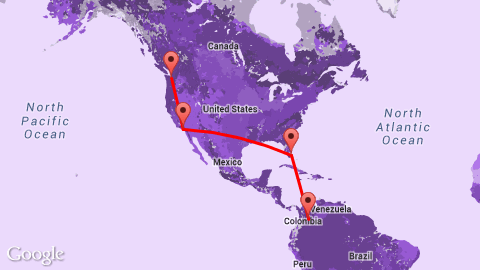 Canada
North
Pacific
Ocean
United States
North
Atlantic
Ocean
Mexico
Venezuela
Colombia
Brazil
Peru
Google